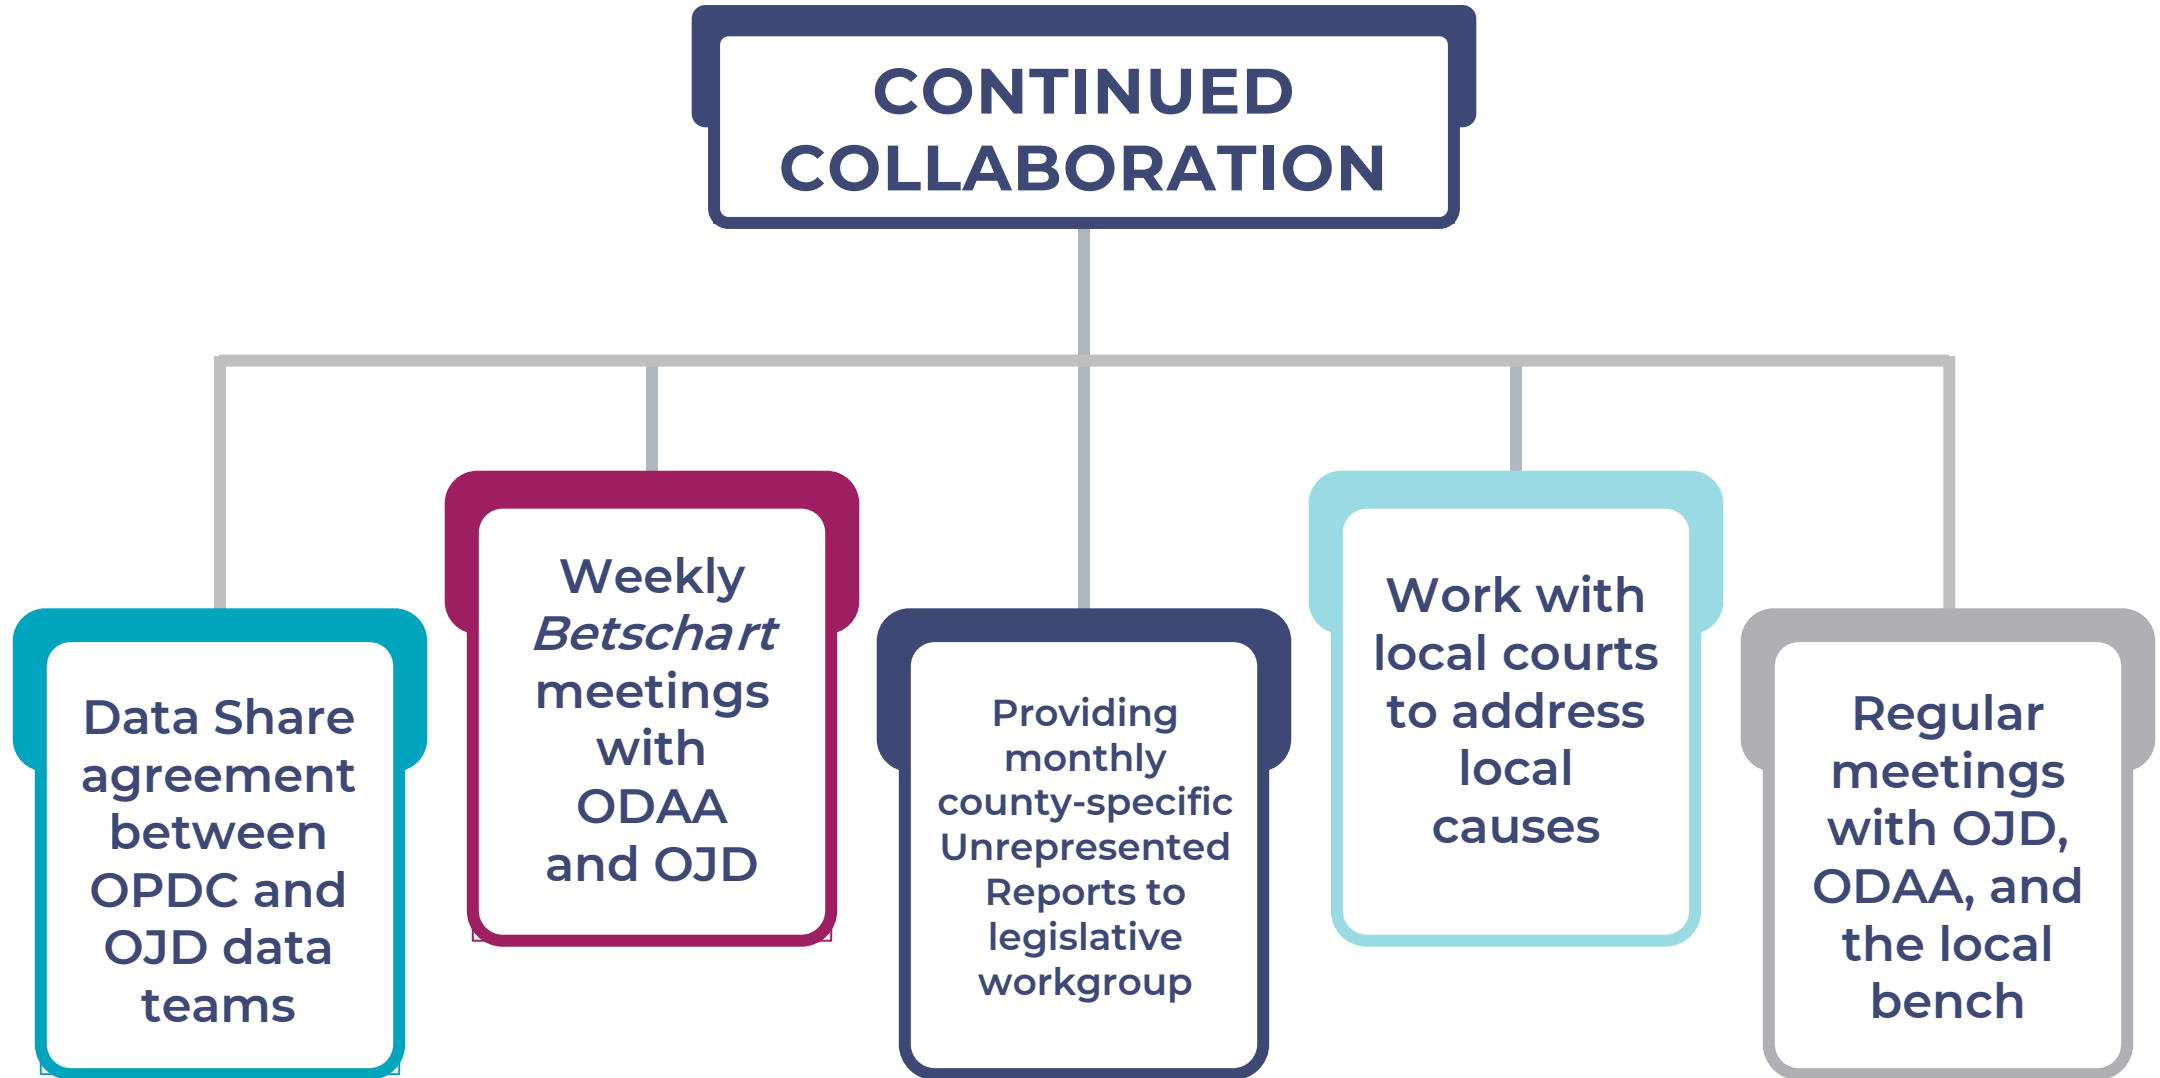 CONTINUED
COLLABORATION
Data Share
agreement
between
OPDC and
OJD data
teams
Weekly
Betschart
meetings
with
ODAA
and OJD
Providing
monthly
county-specific
Unrepresented
Reports to
legislative
workgroup
Work with
local courts
to address
local
causes
Regular
meetings
with OJD,
ODAA, and
the local
bench